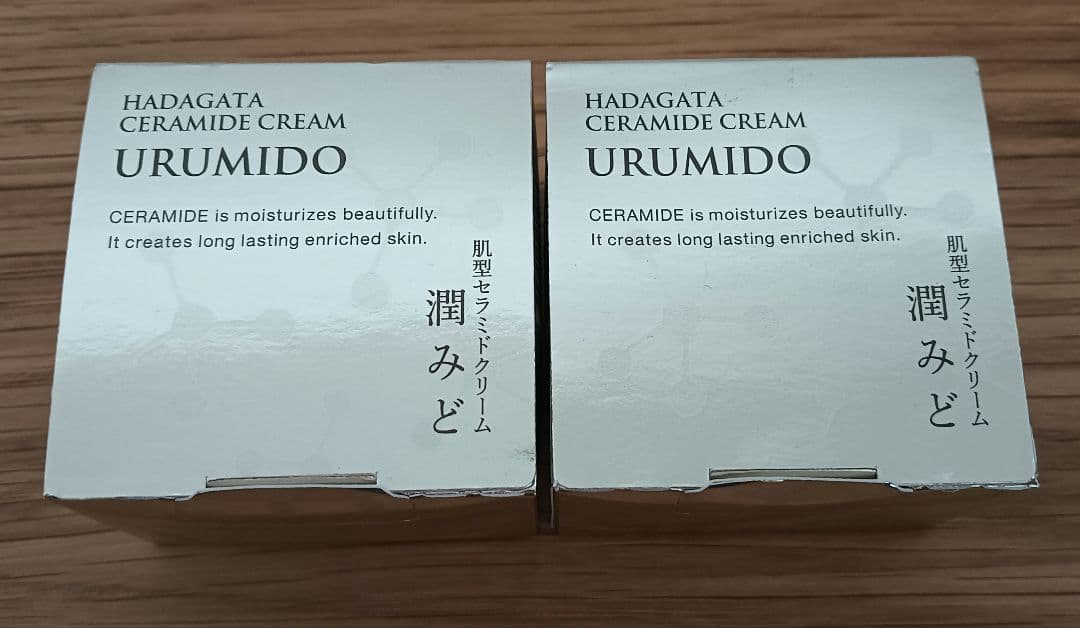 HADAGATA
CERAMIDE CREAM
URUMIDO
CERAMIDE is moisturizes beautifully.
It creates long lasting enriched skin.
肌型セラミドクリーム
潤みど
HADAGATA
CERAMIDE CREAM
URUMIDO
CERAMIDE is moisturizes beautifully.
It creates long lasting enriched skin.
肌型セラミドクリーム
潤みど